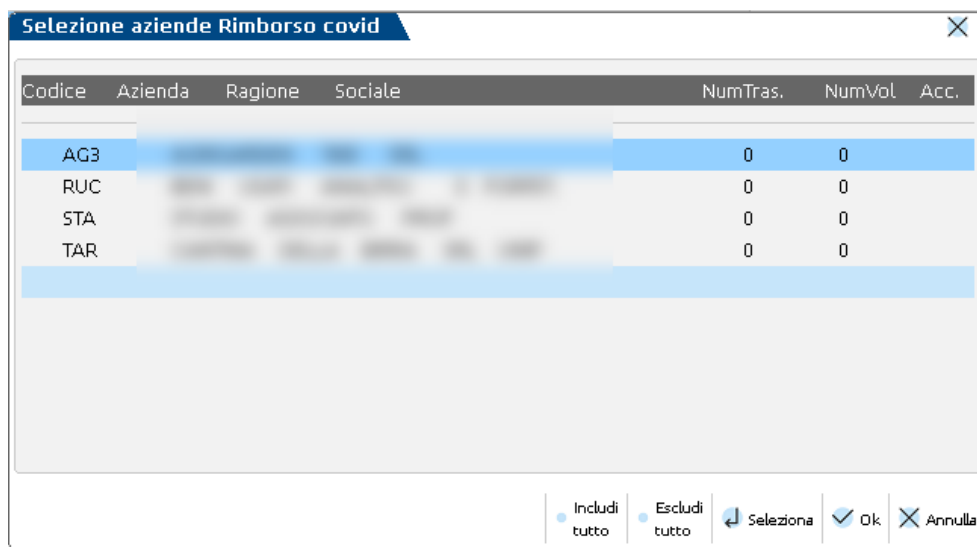 Selezione aziende Rimborso covid
Codice Azienda Ragione Sociale NumTras. NumVol Acc.
AG3 0 0
RUC 0 0
STA 0 0
TAR 0 0
Includi tutto Escludi tutto Seleziona Ok Annulla